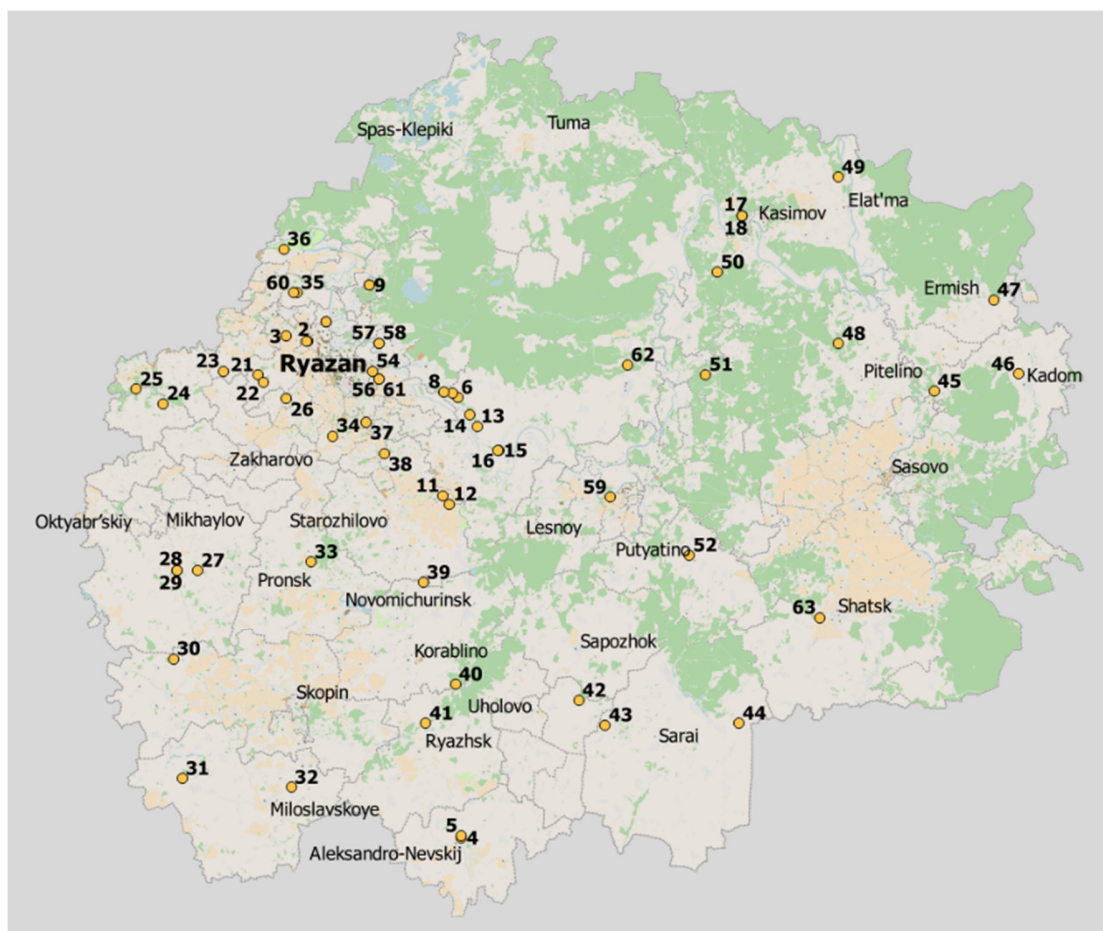 Spas-Klepiki
Tuma
49
Elat'ma
17
Kasimov
18
36
50
60 35
9
Ermish
47
3 2
57 58
48
62
23 21
Ryazan
54
51
Pitelino
46
Kadom
25
24
22
56 61
8 6
45
26
13
14
34
37
15
16
Zakharovo
38
Sasovo
11 12
59
Oktyabr'skiy
Mikhaylov
Starozhilovo
Lesnoy
28 27
29
33
Pronsk
Putyatino
52
39
Novomichurinsk
63
Shatsk
Sapozhok
30
Korablino
40
Skopin
42
Uholovo
41
Ryazhsk
43
Sarai
44
31
32
Miloslavskoye
5
4
Aleksandro-Nevskij